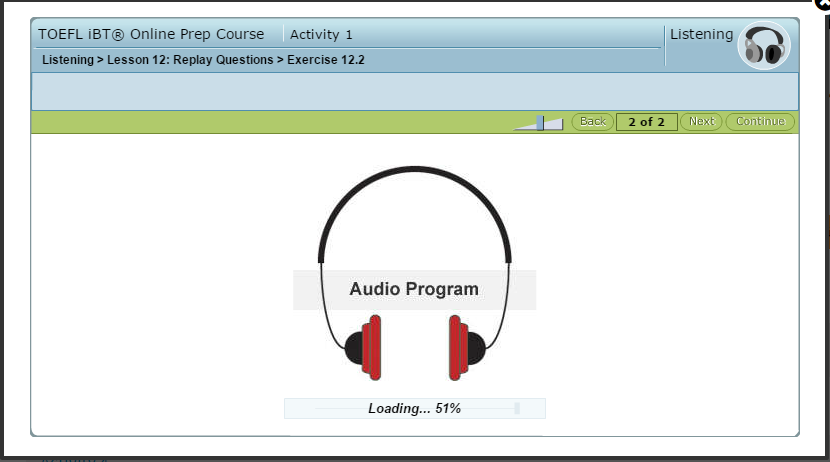 TOEFL iBT® Online Prep Course Activity 1 Listening
Listening > Lesson 12: Replay Questions > Exercise 12.2
Back 2 of 2 Next Continue
Audio Program
Loading... 51%